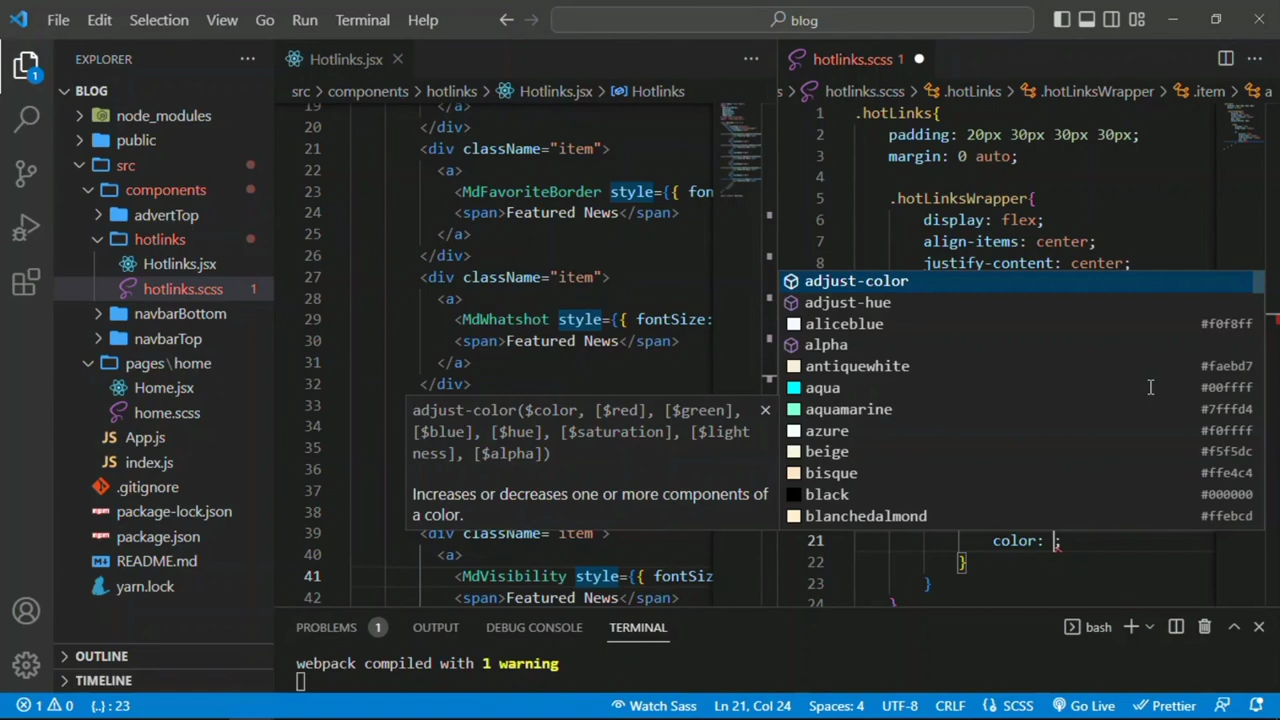 File Edit Selection View Go Run Terminal Help
blog
EXPLORER
BLOG
node_modules
public
src
components
advertTop
hotlinks
Hotlinks.jsx
hotlinks.scss 1
navbarBottom
navbarTop
pages\home
Home.jsx
home.scss
App.js
index.js
.gitignore
package-lock.json
package.json
README.md
yarn.lock
OUTLINE
TIMELINE
1
Hotlinks.jsx
src components hotlinks Hotlinks.jsx Hotlinks
19 </a>
20 </div>
21 <div className="item">
22 <a>
23 <MdFavoriteBorder style={{ fon
24 <span>Featured News</span>
25 </a>
26 </div>
27 <div className="item">
28 <a>
29 <MdWhatshot style={{ fontSize:
30 <span>Featured News</span>
31 </a>
32 </div>
33
34
35
36
37
38
39 <div className="item">
40 <a>
41 <MdVisibility style={{ fontSiz
42 <span>Featured News</span>
adjust-color($color, [$red], [$green],
[$blue], [$hue], [$saturation], [$light
ness], [$alpha])
Increases or decreases one or more components of
a color.
hotlinks.scss 1
s hotlinks.scss .hotLinks .hotLinksWrapper .item a
1 .hotLinks{
2 padding: 20px 30px 30px 30px;
3 margin: 0 auto;
4
5 .hotLinksWrapper{
6 display: flex;
7 align-items: center;
8 justify-content: center;
adjust-color
adjust-hue
aliceblue #f0f8ff
alpha
antiquewhite #faebd7
aqua #00ffff
aquamarine #7fffd4
azure #f0ffff
beige #f5f5dc
bisque #ffe4c4
black #000000
blanchedalmond #ffebcd
21 color: ;
22 }
23 }
24 }
PROBLEMS 1 OUTPUT DEBUG CONSOLE TERMINAL
bash
webpack compiled with 1 warning
1 0 {..} : 23
Watch Sass Ln 21, Col 24 Spaces: 4 UTF-8 CRLF SCSS Go Live Prettier